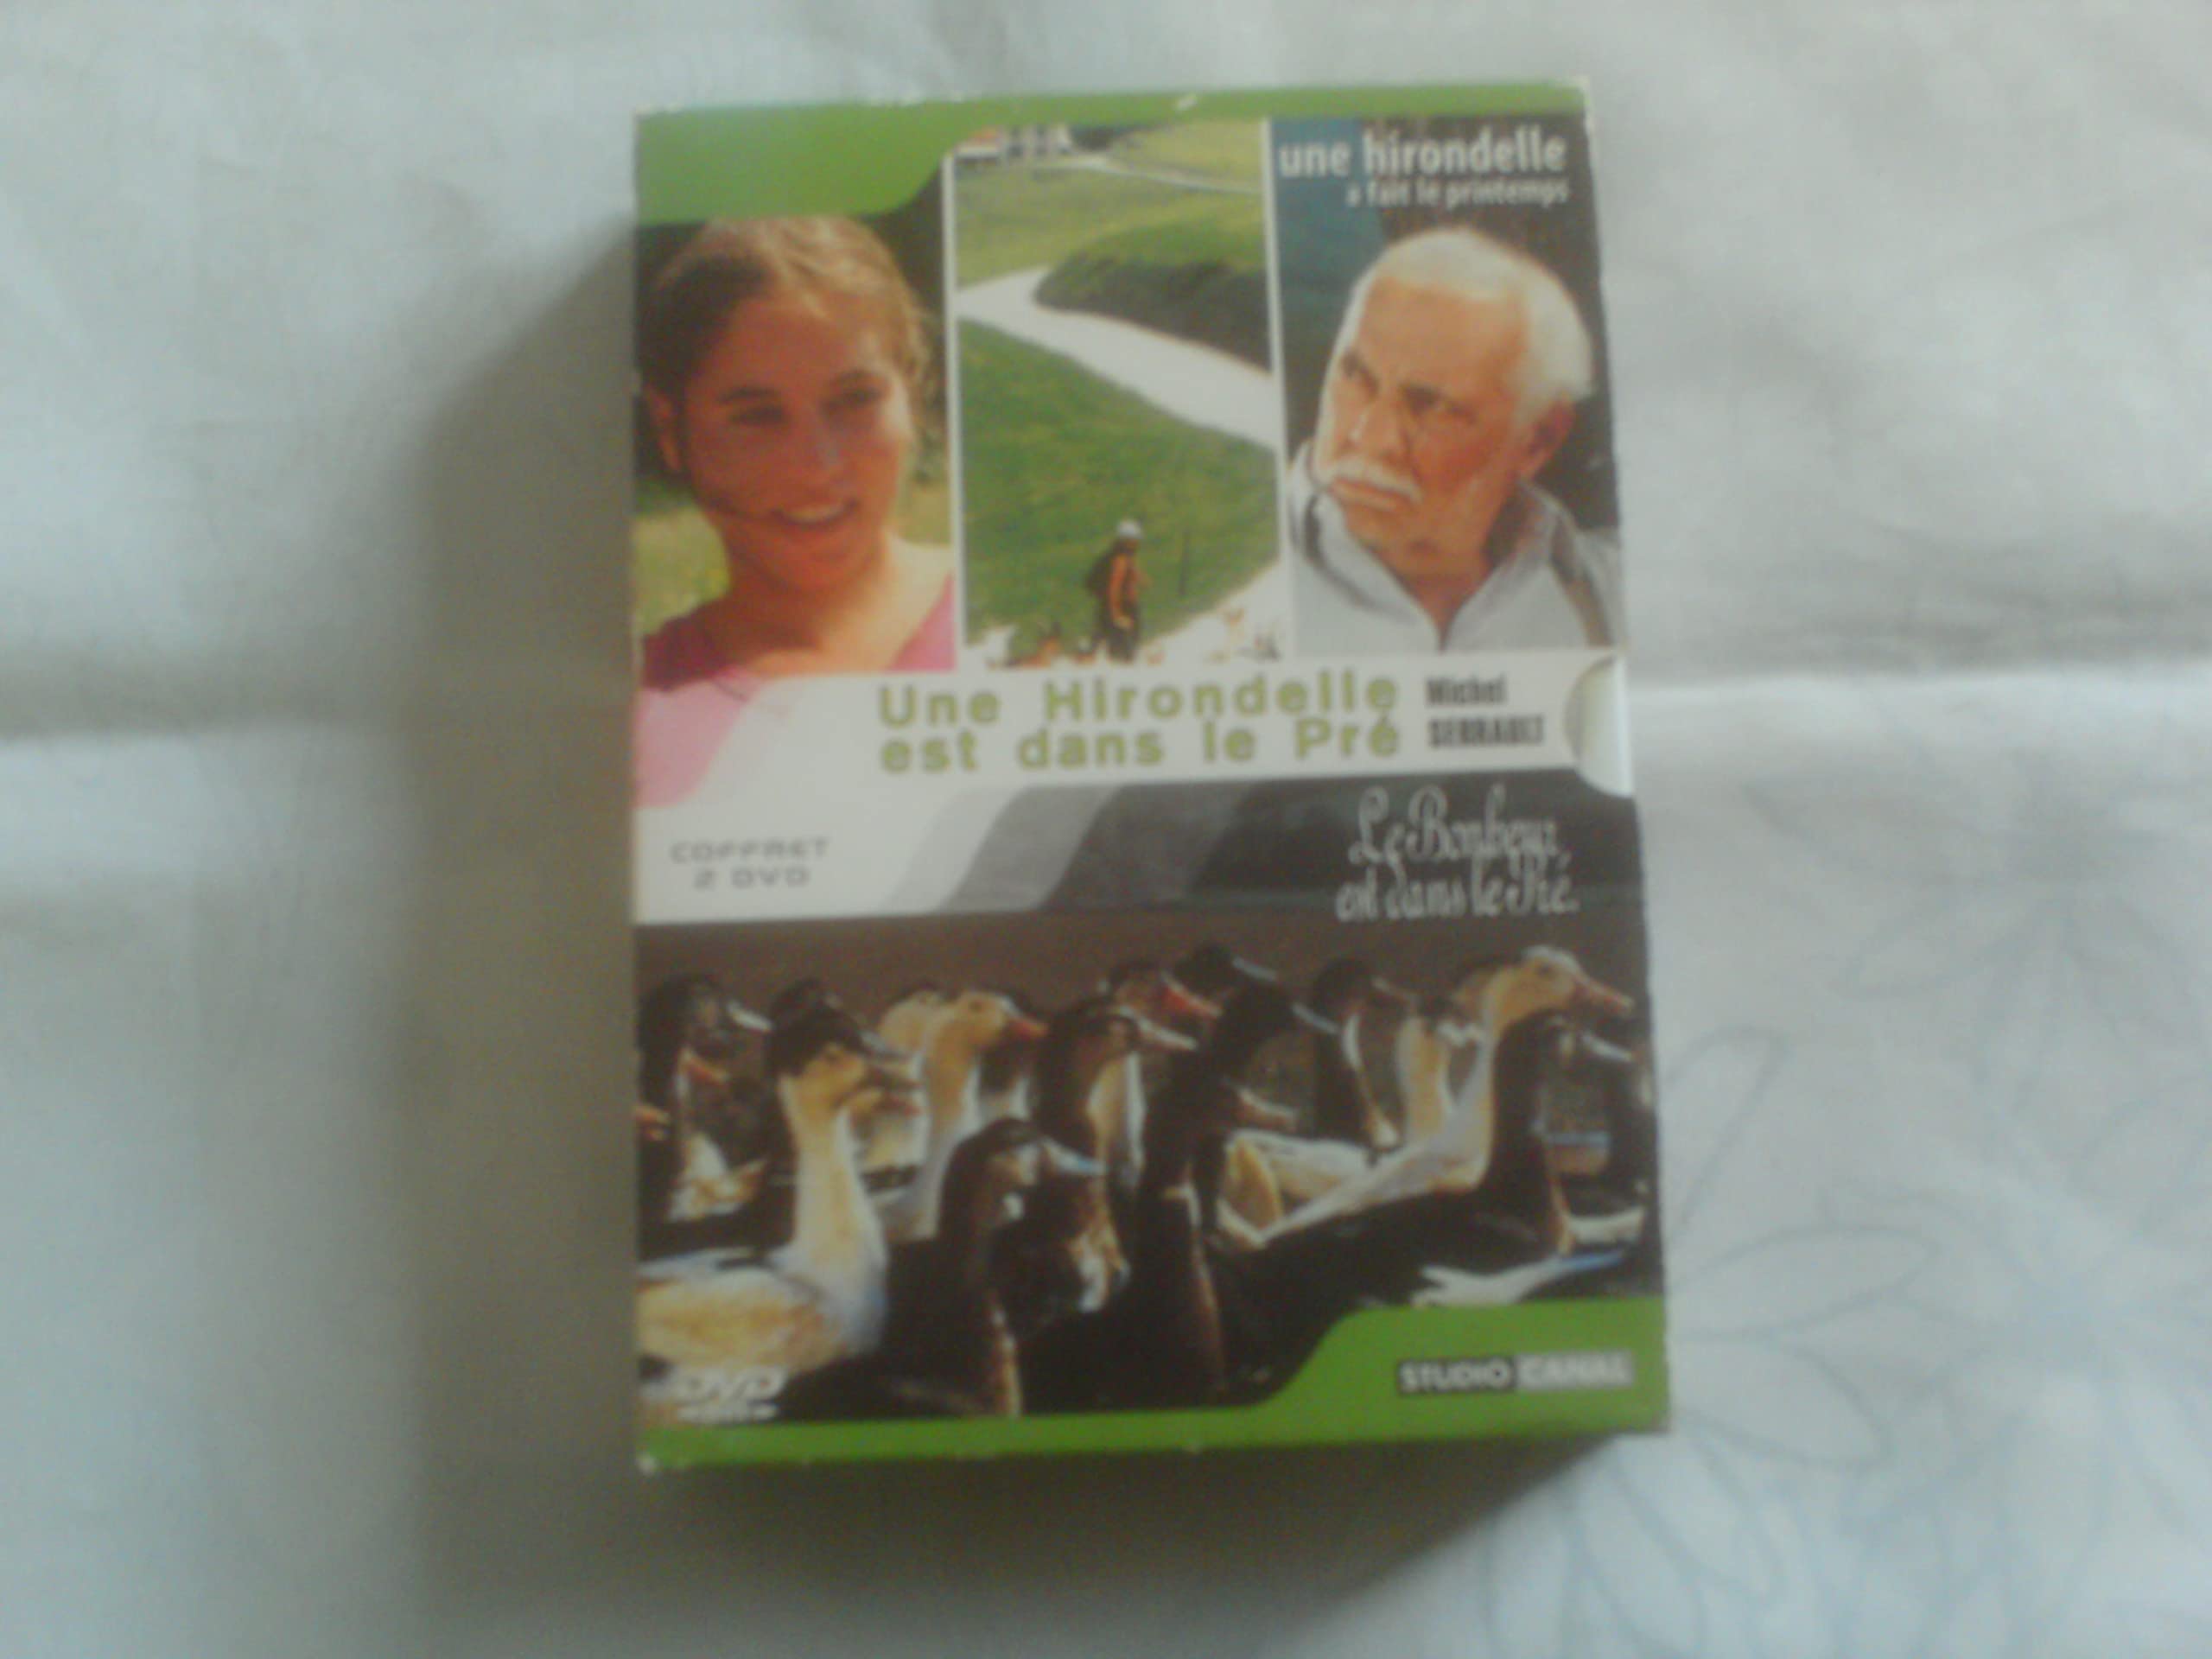 une hirondelle
a fait le printemps
Une Hirondelle
est dans le Pré
Michel
SERRAULT
COFFRET
2 DVD
Le Bonheur
est dans le Pré.
DVD
STUDIO CANAL